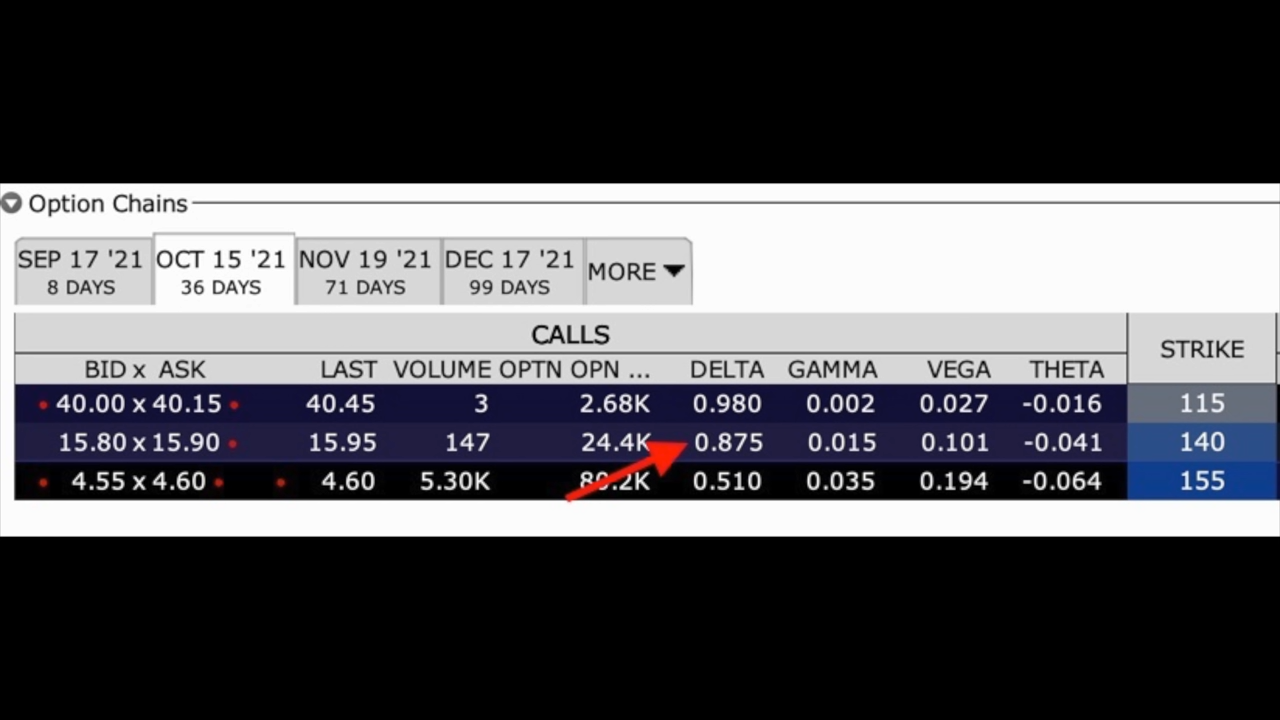 Option Chains
SEP 17 '21 OCT 15 '21 NOV 19 '21 DEC 17 '21 MORE
8 DAYS 36 DAYS 71 DAYS 99 DAYS
CALLS STRIKE
BID x ASK LAST VOLUME OPTN OPN ... DELTA GAMMA VEGA THETA
40.00 x 40.15 40.45 3 2.68K 0.980 0.002 0.027 -0.016 115
15.80 x 15.90 15.95 147 24.4K 0.875 0.015 0.101 -0.041 140
4.55 x 4.60 4.60 5.30K 0.510 0.035 0.194 -0.064 155